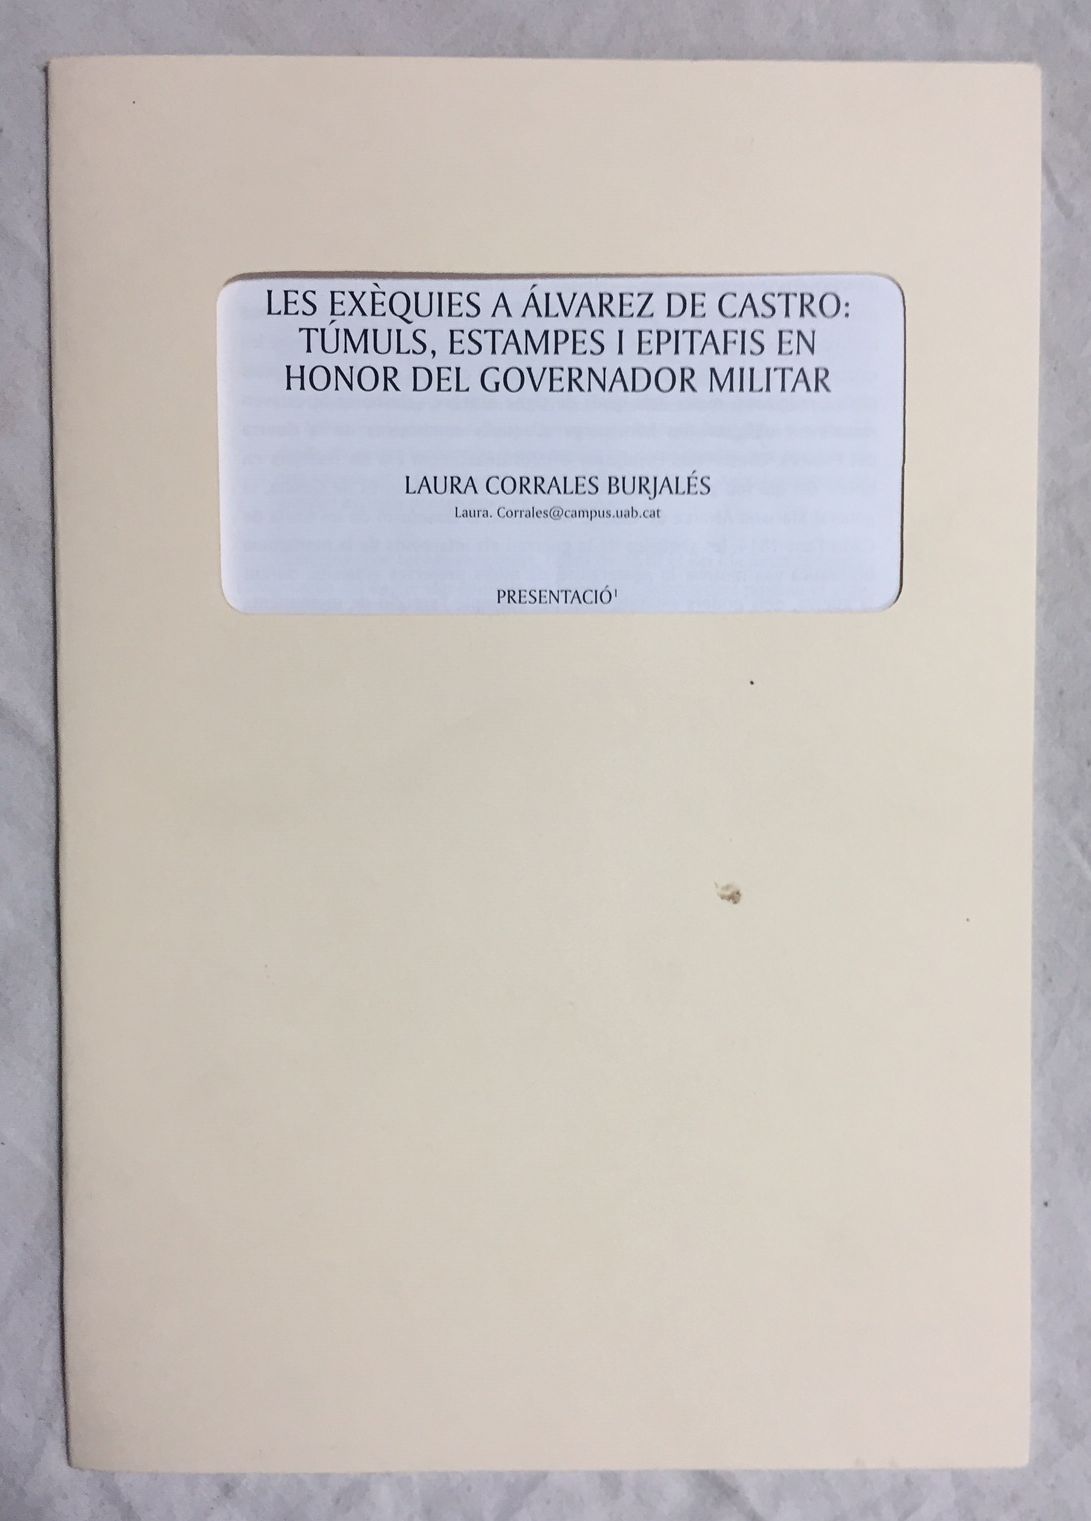 LES EXÈQUIES A ÁLVAREZ DE CASTRO:
TÚMULS, ESTAMPES I EPITAFIS EN
HONOR DEL GOVERNADOR MILITAR
LAURA CORRALES BURJALÉS
Laura. Corrales@campus.uab.cat
PRESENTACIÓ¹